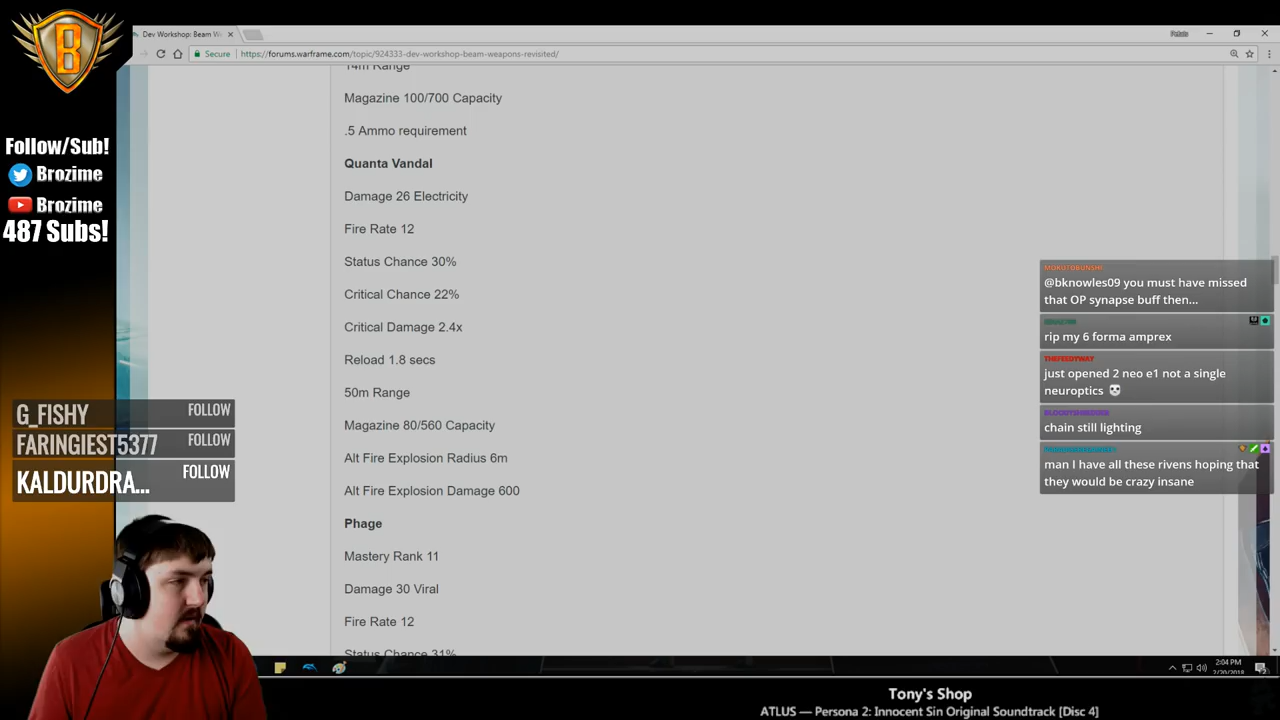 B
Dev Workshop: Beam W
Secure
https://forums.warframe.com/topic/924333-dev-workshop-beam-weapons-revisited/
14m Range
Magazine 100/700 Capacity
.5 Ammo requirement
Quanta Vandal
Damage 26 Electricity
Fire Rate 12
Status Chance 30%
Critical Chance 22%
Critical Damage 2.4x
Reload 1.8 secs
50m Range
Magazine 80/560 Capacity
Alt Fire Explosion Radius 6m
Alt Fire Explosion Damage 600
Phage
Mastery Rank 11
Damage 30 Viral
Fire Rate 12
Status Chance 31%
Follow/Sub!
Brozime
Brozime
487 Subs!
G_FISHY FOLLOW
FARINGIEST5377 FOLLOW
KALDURDRA... FOLLOW
MOKUTOBUNSHI
@bknowles09 you must have missed
that OP synapse buff then...
rip my 6 forma amprex
THEFEEDYWAY
just opened 2 neo e1 not a single
neuroptics
chain still lighting
man I have all these rivens hoping that
they would be crazy insane
2:04 PM
2/20/2018
Tony's Shop
ATLUS — Persona 2: Innocent Sin Original Soundtrack [Disc 4]